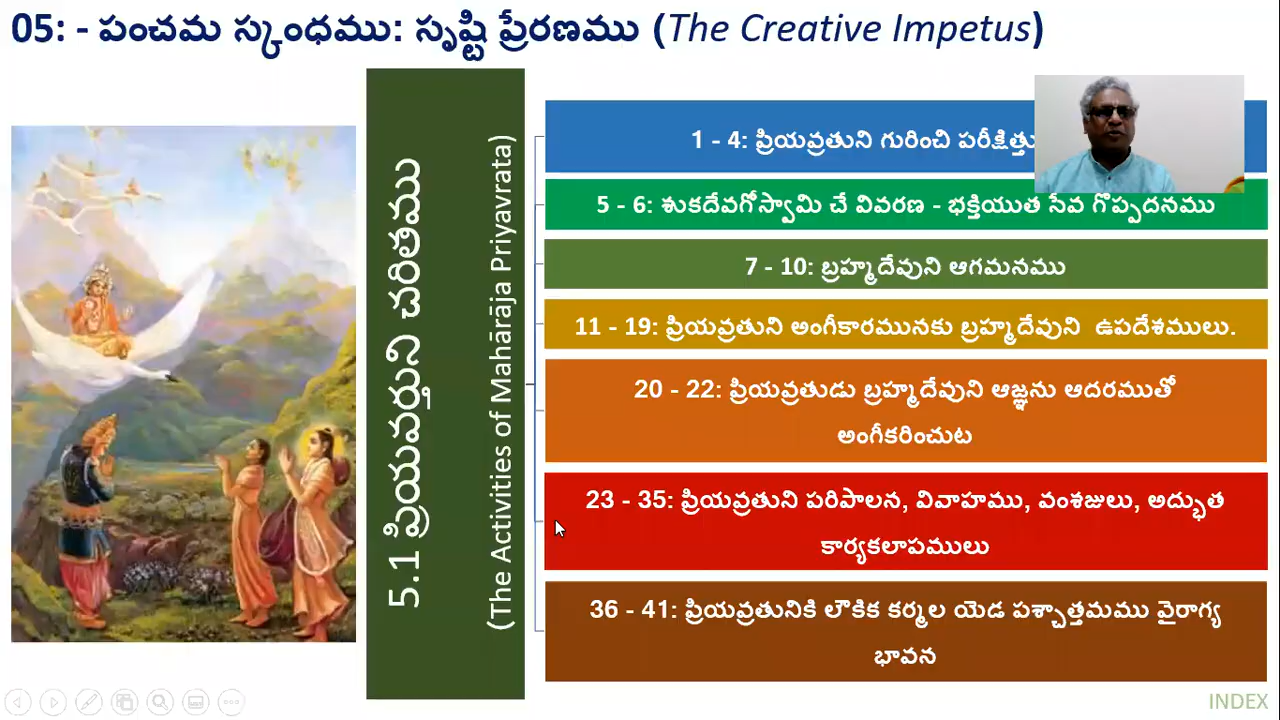 05: - పంచమ స్కంధము: సృష్టి ప్రేరణము (The Creative Impetus)
5.1 ప్రియవర్తుని చరితము
(The Activities of Mahārāja Priyavrata)
1 - 4: ప్రియవ్రతుని గురించి పరీక్షిత్తు
5 - 6: శుకదేవగోస్వామి చే వివరణ - భక్తియుత సేవ గొప్పదనము
7 - 10: బ్రహ్మదేవుని ఆగమనము
11 - 19: ప్రియవ్రతుని అంగీకారమునకు బ్రహ్మదేవుని ఉపదేశములు.
20 - 22: ప్రియవ్రతుడు బ్రహ్మదేవుని ఆజ్ఞను ఆదరముతో
అంగీకరించుట
23 - 35: ప్రియవ్రతుని పరిపాలన, వివాహము, వంశజులు, అద్భుత
కార్యకలాపములు
36 - 41: ప్రియవ్రతునికి లౌకిక కర్మల యెడ పశ్చాత్తమము వైరాగ్య
భావన
INDEX